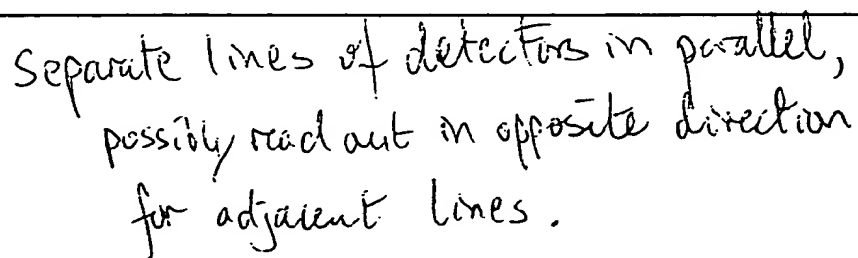 Separate lines of detectors in parallel,
possibly read out in opposite direction
for adjacent lines.